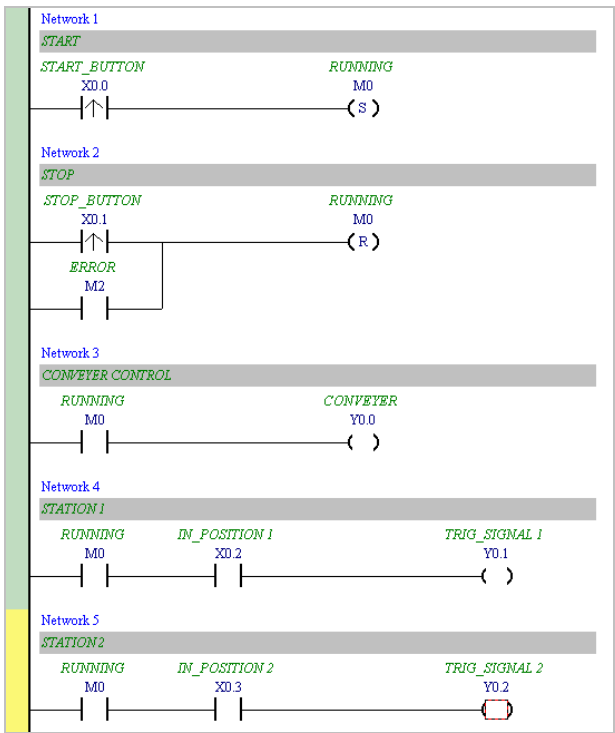 Network 1
START
START_BUTTON RUNNING
X0.0 M0
S
Network 2
STOP
STOP_BUTTON RUNNING
X0.1 M0
R
ERROR
M2
Network 3
CONVEYER CONTROL
RUNNING CONVEYER
M0 Y0.0
Network 4
STATION 1
RUNNING IN_POSITION 1 TRIG_SIGNAL 1
M0 X0.2 Y0.1
Network 5
STATION2
RUNNING IN_POSITION 2 TRIG_SIGNAL 2
M0 X0.3 Y0.2